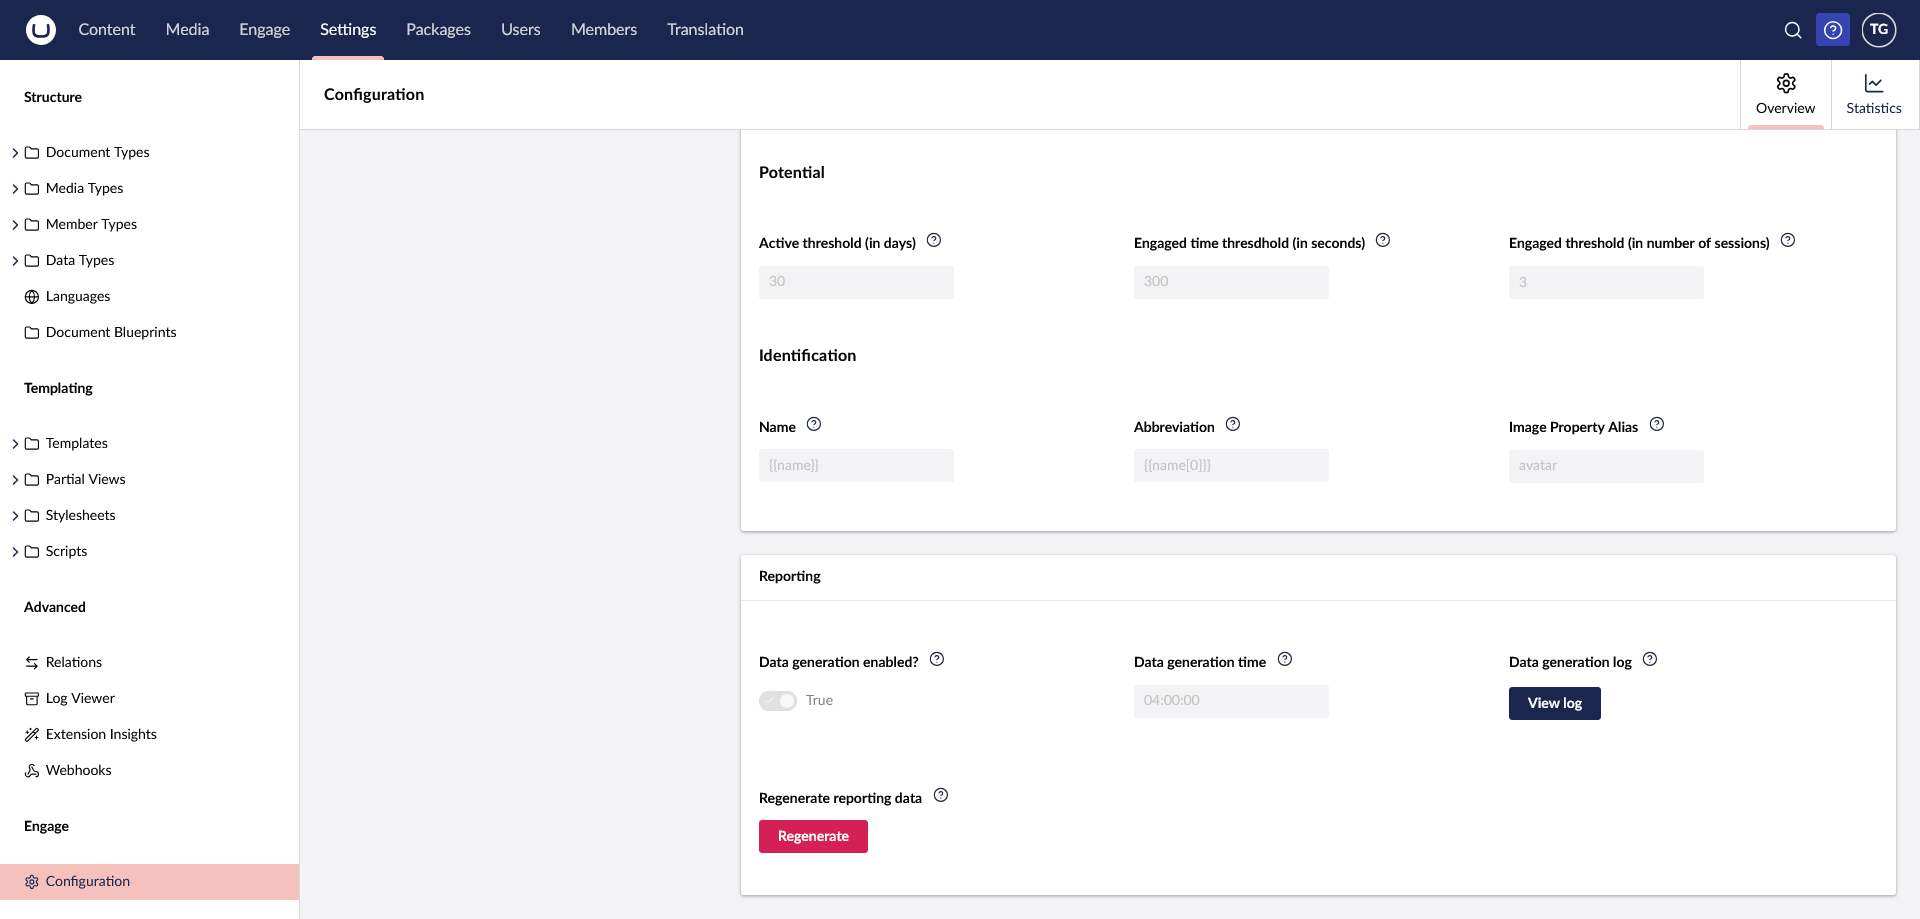 Content Media Engage Settings Packages Users Members Translation TG
Structure
Document Types
Media Types
Member Types
Data Types
Languages
Document Blueprints
Templating
Templates
Partial Views
Stylesheets
Scripts
Advanced
Relations
Log Viewer
Extension Insights
Webhooks
Engage
Configuration
Configuration
Overview Statistics
Potential
Active threshold (in days) Engaged time thresdhold (in seconds) Engaged threshold (in number of sessions)
30 300 3
Identification
Name Abbreviation Image Property Alias
{{name}} {{name[0]}} avatar
Reporting
Data generation enabled? Data generation time Data generation log
True 04:00:00 View log
Regenerate reporting data
Regenerate